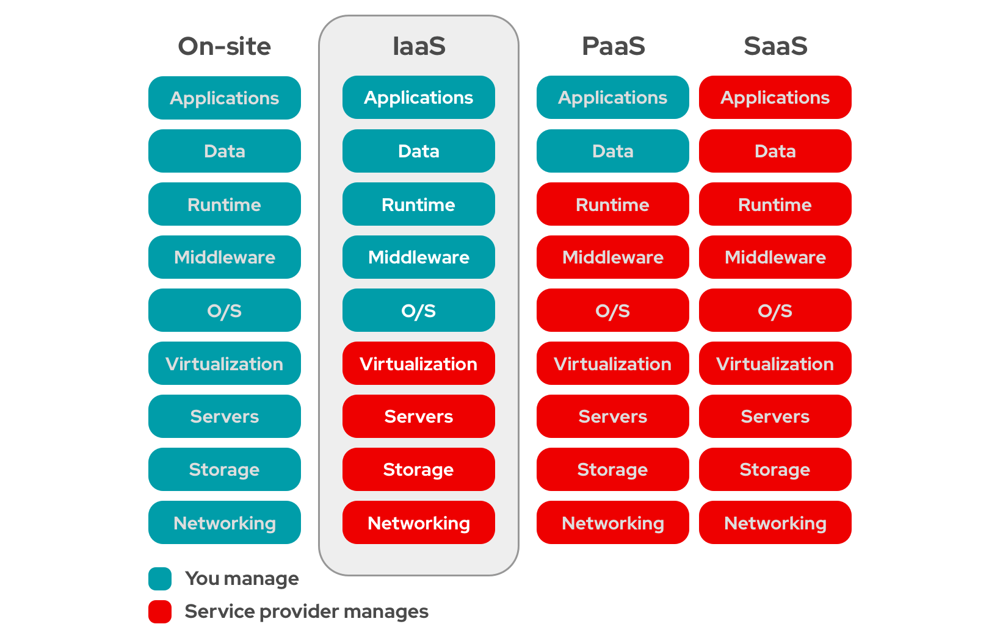 On-site IaaS PaaS SaaS
Applications Applications Applications Applications
Data Data Data Data
Runtime Runtime Runtime Runtime
Middleware Middleware Middleware Middleware
O/S O/S O/S O/S
Virtualization Virtualization Virtualization Virtualization
Servers Servers Servers Servers
Storage Storage Storage Storage
Networking Networking Networking Networking
You manage
Service provider manages